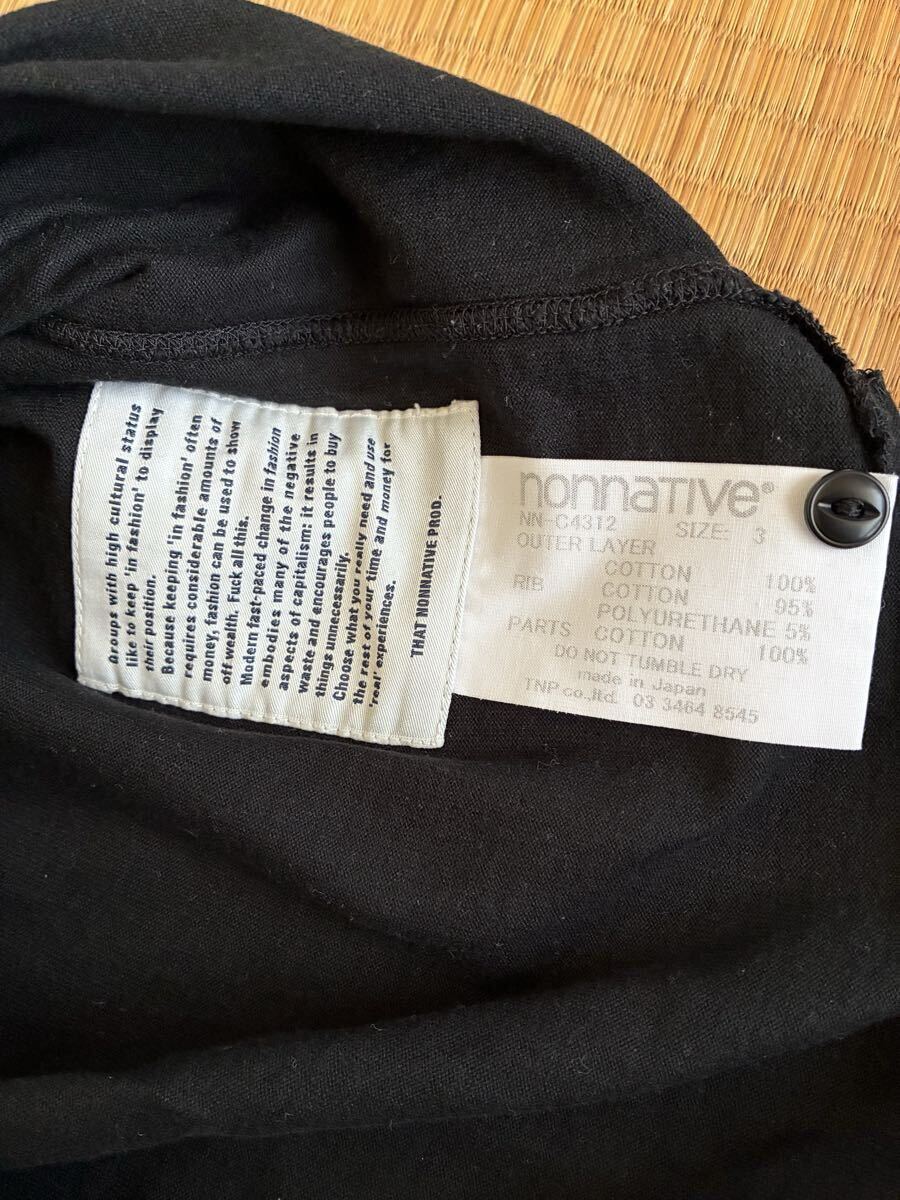 Groups with high cultural status
like to keep 'in fashion' to display
their position.
Because keeping 'in fashion' often
requires considerable amounts of
money, fashion can be used to show
off wealth. Fuck all this.
Modern fast-paced change in fashion
embodies many of the negative
aspects of capitalism: it results in
waste and encourages people to buy
things unnecessarily.
Choose what you really need and use
the rest of your time and money for
'real' experiences.
THAT NONNATIVE PROD.
nonnative®
NN-C4312 SIZE: 3
OUTER LAYER
COTTON 100%
RIB COTTON 95%
POLYURETHANE 5%
PARTS COTTON 100%
DO NOT TUMBLE DRY
made in Japan
TNP co.,ltd. 03 3464 8545